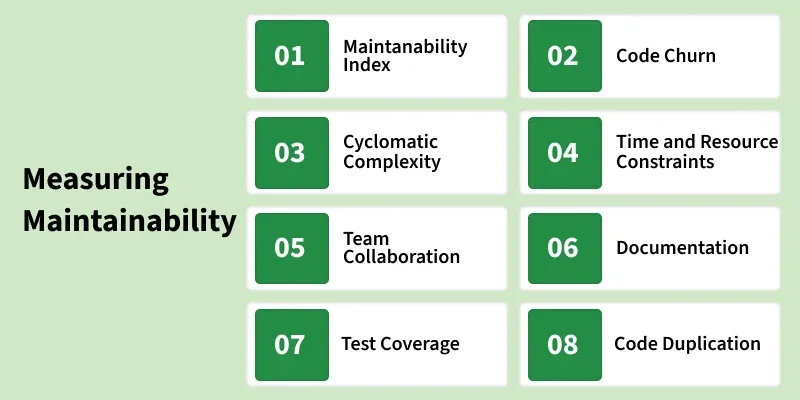 Measuring
Maintainability
01
Maintanability
Index
02
Code Churn
03
Cyclomatic
Complexity
04
Time and Resource
Constraints
05
Team
Collaboration
06
Documentation
07
Test Coverage
08
Code Duplication